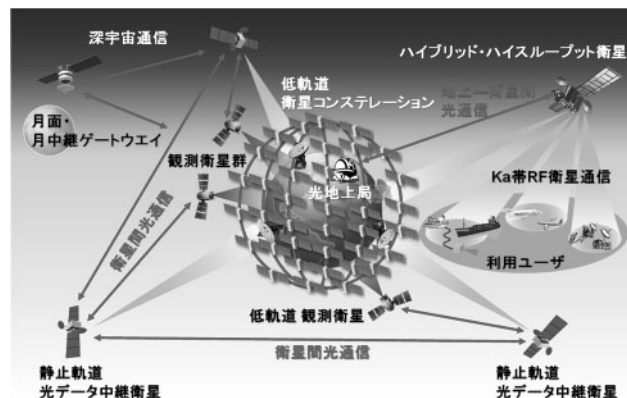 深宇宙通信
ハイブリッド・ハイスループット衛星
低軌道
衛星コンステレーション
地上ー衛星間
光通信
月面・
月中継ゲートウエイ
観測衛星群
光地上局
Ka帯RF衛星通信
衛星間光通信
利用ユーザ
低軌道 観測衛星
衛星間光通信
静止軌道
光データ中継衛星
静止軌道
光データ中継衛星